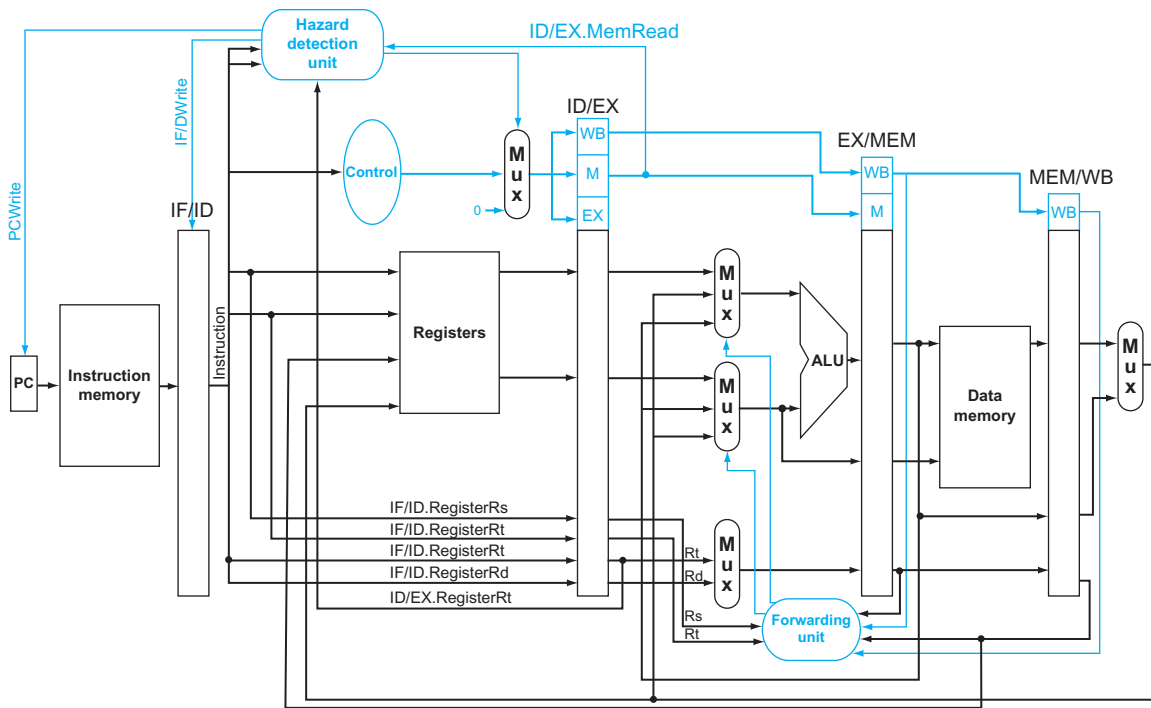 Hazard
detection
unit
ID/EX.MemRead
IF/DWrite
PCWrite
ID/EX
WB
M
EX
Control
0
M
u
x
EX/MEM
WB
M
MEM/WB
WB
IF/ID
PC
Instruction
memory
Instruction
Registers
M
u
x
M
u
x
ALU
Data
memory
M
u
x
IF/ID.RegisterRs
IF/ID.RegisterRt
IF/ID.RegisterRt
IF/ID.RegisterRd
ID/EX.RegisterRt
Rt
Rd
M
u
x
Rs
Rt
Forwarding
unit